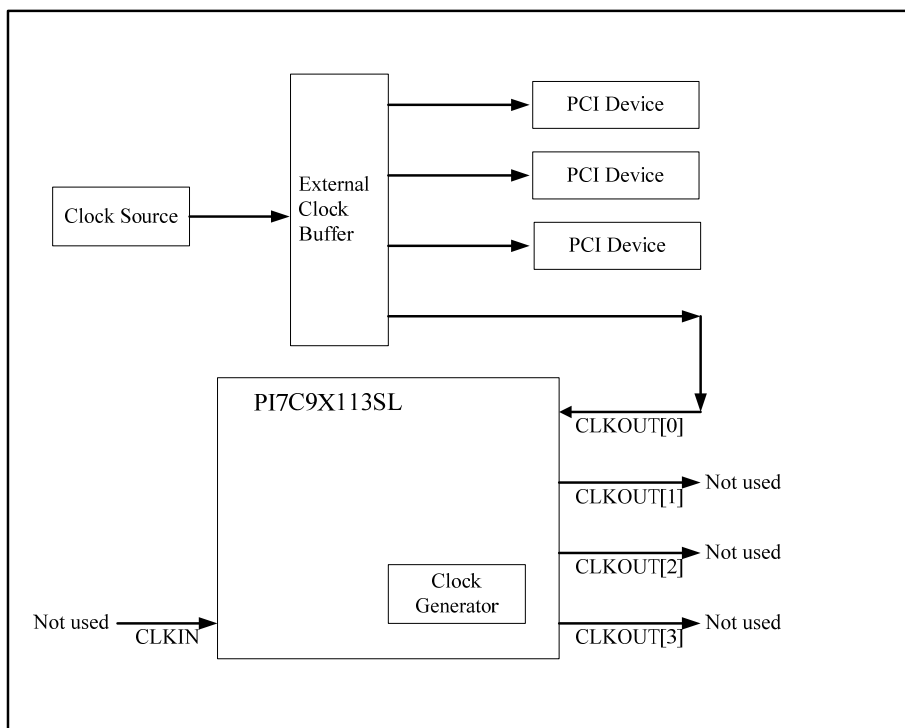 PCI Device
PCI Device
PCI Device
Clock Source
External
Clock
Buffer
PI7C9X113SL
CLKOUT[0]
CLKOUT[1]
Not used
CLKOUT[2]
Not used
Clock
Generator
Not used
CLKIN
CLKOUT[3]
Not used